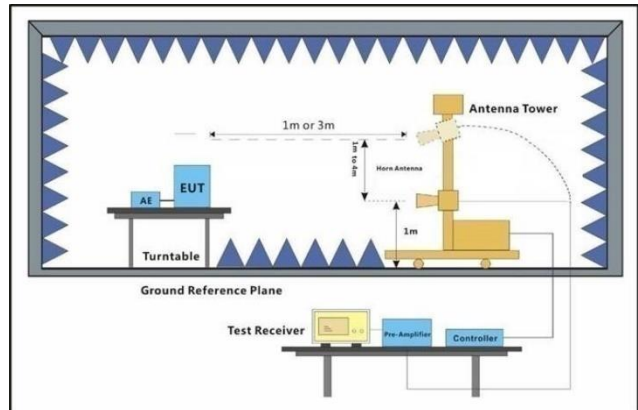 1m or 3m
Antenna Tower
1m to 4m
Horn Antenna
EUT
AE
1m
Turntable
Ground Reference Plane
Test Receiver
Pre-Amplifier
Controller